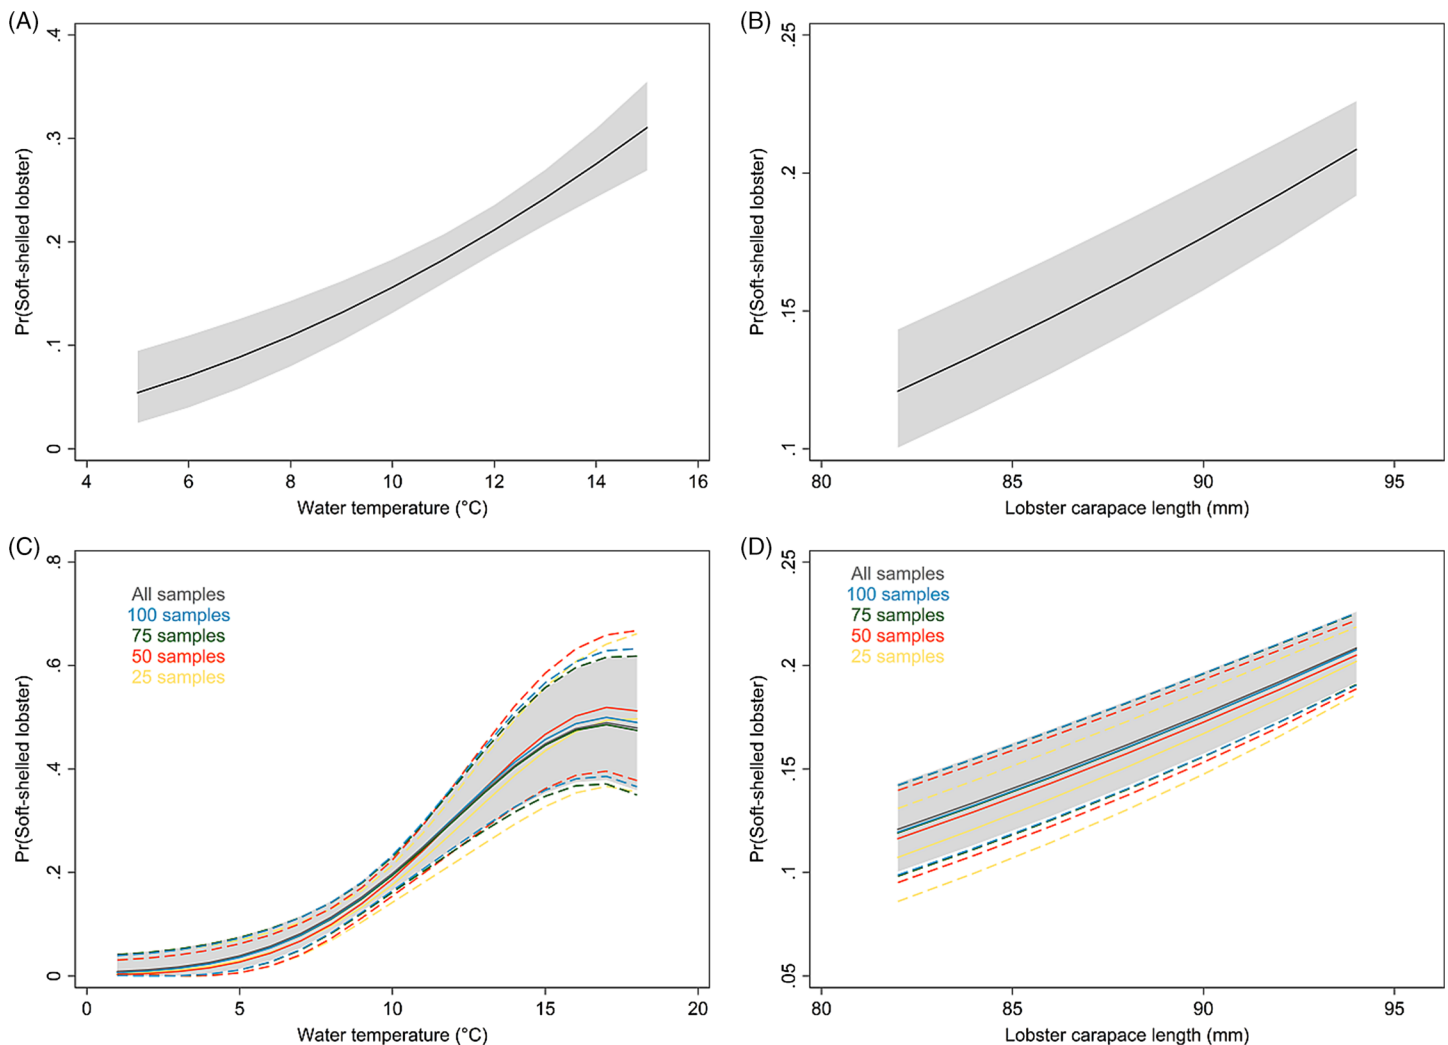 (A)
.4
.3
.2
.1
0
Pr(Soft-shelled lobster)
4 6 8 10 12 14 16
Water temperature (°C)
(B)
.25
.2
.15
.1
Pr(Soft-shelled lobster)
80 85 90 95
Lobster carapace length (mm)
(C)
.8
.6
.4
.2
0
Pr(Soft-shelled lobster)
All samples
100 samples
75 samples
50 samples
25 samples
0 5 10 15 20
Water temperature (°C)
(D)
.25
.2
.15
.1
.05
Pr(Soft-shelled lobster)
All samples
100 samples
75 samples
50 samples
25 samples
80 85 90 95
Lobster carapace length (mm)